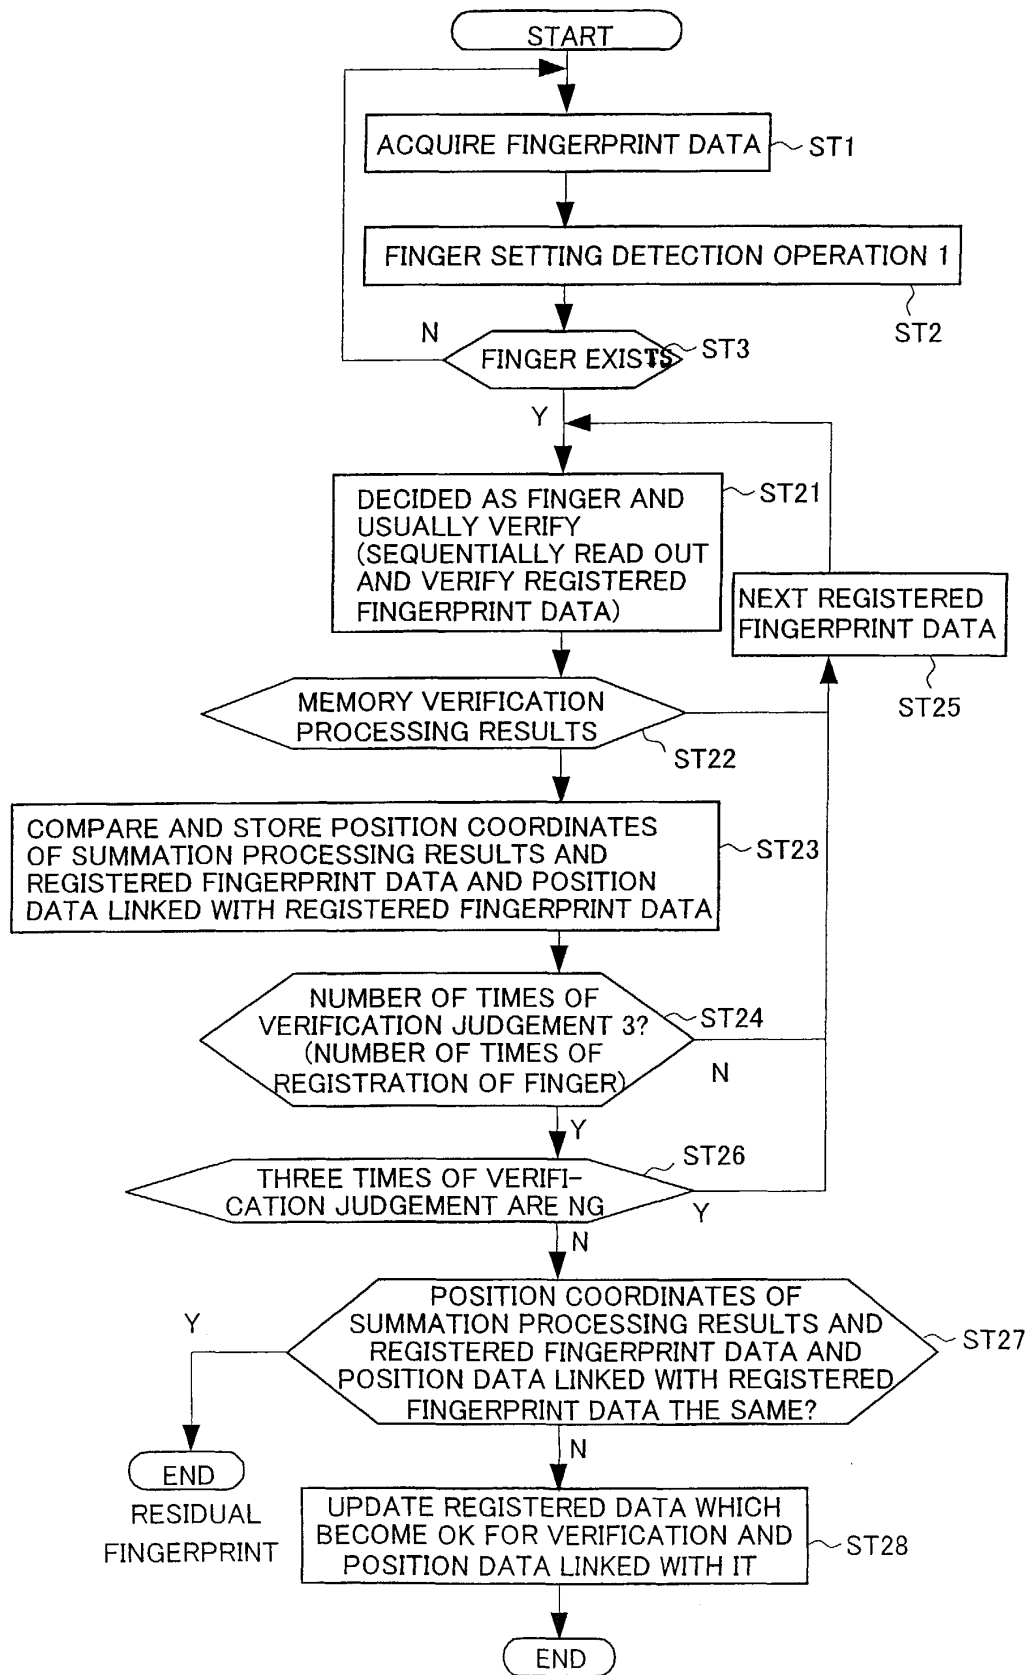 START
ACQUIRE FINGERPRINT DATA
ST1
FINGER SETTING DETECTION OPERATION 1
ST2
N
FINGER EXISTS
ST3
Y
DECIDED AS FINGER AND
USUALLY VERIFY
(SEQUENTIALLY READ OUT
AND VERIFY REGISTERED
FINGERPRINT DATA)
ST21
NEXT REGISTERED
FINGERPRINT DATA
ST25
MEMORY VERIFICATION
PROCESSING RESULTS
ST22
COMPARE AND STORE POSITION COORDINATES
OF SUMMATION PROCESSING RESULTS AND
REGISTERED FINGERPRINT DATA AND POSITION
DATA LINKED WITH REGISTERED FINGERPRINT DATA
ST23
NUMBER OF TIMES OF
VERIFICATION JUDGEMENT 3?
(NUMBER OF TIMES OF
REGISTRATION OF FINGER)
ST24
N
Y
THREE TIMES OF VERIFI-
CATION JUDGEMENT ARE NG
ST26
Y
N
POSITION COORDINATES OF
SUMMATION PROCESSING RESULTS AND
REGISTERED FINGERPRINT DATA AND
POSITION DATA LINKED WITH REGISTERED
FINGERPRINT DATA THE SAME?
ST27
Y
N
END
RESIDUAL
FINGERPRINT
UPDATE REGISTERED DATA WHICH
BECOME OK FOR VERIFICATION AND
POSITION DATA LINKED WITH IT
ST28
END